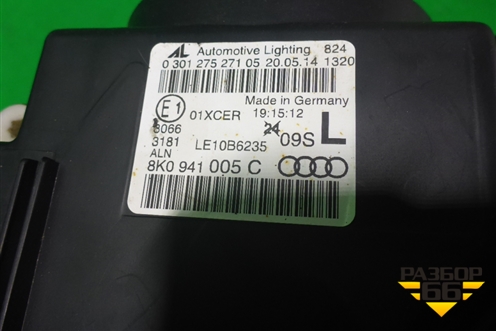 AL Automotive Lighting 824
0 301 275 271 05 20.05.14 1320
Made in Germany
E1 01XCER 19:15:12
3066 24 09S L
3181 LE10B6235
ALN
8K0 941 005 C
РАЗБОР
66